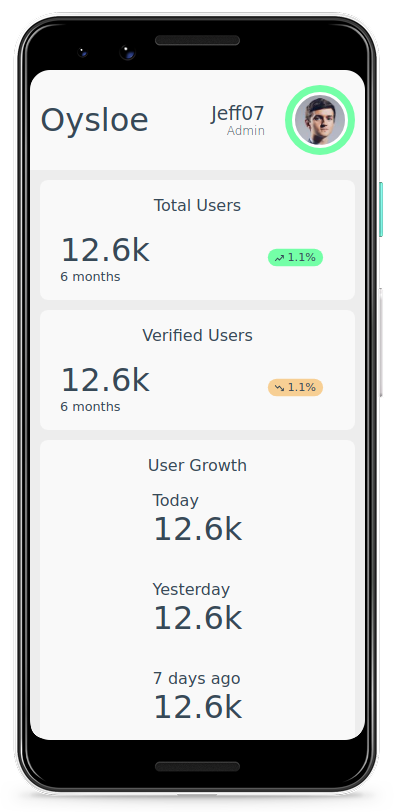 Oysloe
Jeff07
Admin
Total Users
12.6k
6 months
1.1%
Verified Users
12.6k
6 months
1.1%
User Growth
Today
12.6k
Yesterday
12.6k
7 days ago
12.6k